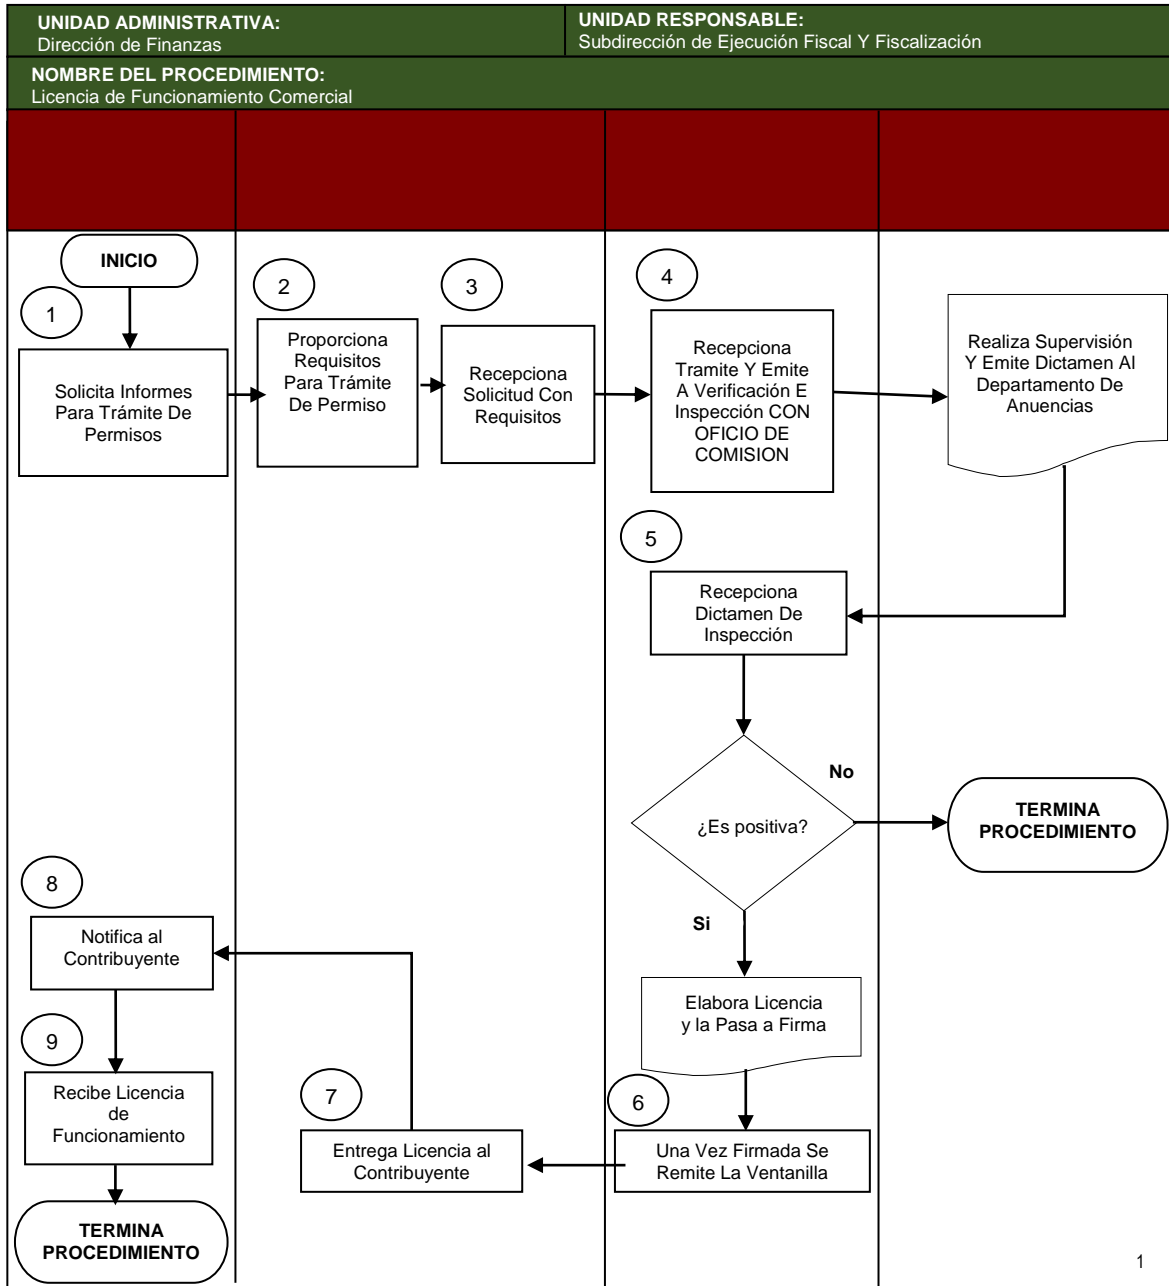 UNIDAD ADMINISTRATIVA:
Dirección de Finanzas
UNIDAD RESPONSABLE:
Subdirección de Ejecución Fiscal Y Fiscalización
NOMBRE DEL PROCEDIMIENTO:
Licencia de Funcionamiento Comercial
INICIO
1
Solicita Informes
Para Trámite De
Permisos
2
Proporciona
Requisitos
Para Trámite
De Permiso
3
Recepciona
Solicitud Con
Requisitos
4
Recepciona
Tramite Y Emite
A Verificación E
Inspección CON
OFICIO DE
COMISION
Realiza Supervisión
Y Emite Dictamen Al
Departamento De
Anuencias
5
Recepciona
Dictamen De
Inspección
¿Es positiva?
No
TERMINA
PROCEDIMIENTO
Si
Elabora Licencia
y la Pasa a Firma
6
Una Vez Firmada Se
Remite La Ventanilla
7
Entrega Licencia al
Contribuyente
8
Notifica al
Contribuyente
9
Recibe Licencia
de
Funcionamiento
TERMINA
PROCEDIMIENTO
1